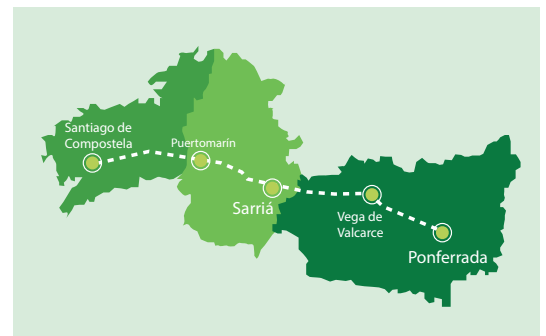 Santiago de
Compostela
Puertomarín
Sarriá
Vega de
Valcarce
Ponferrada